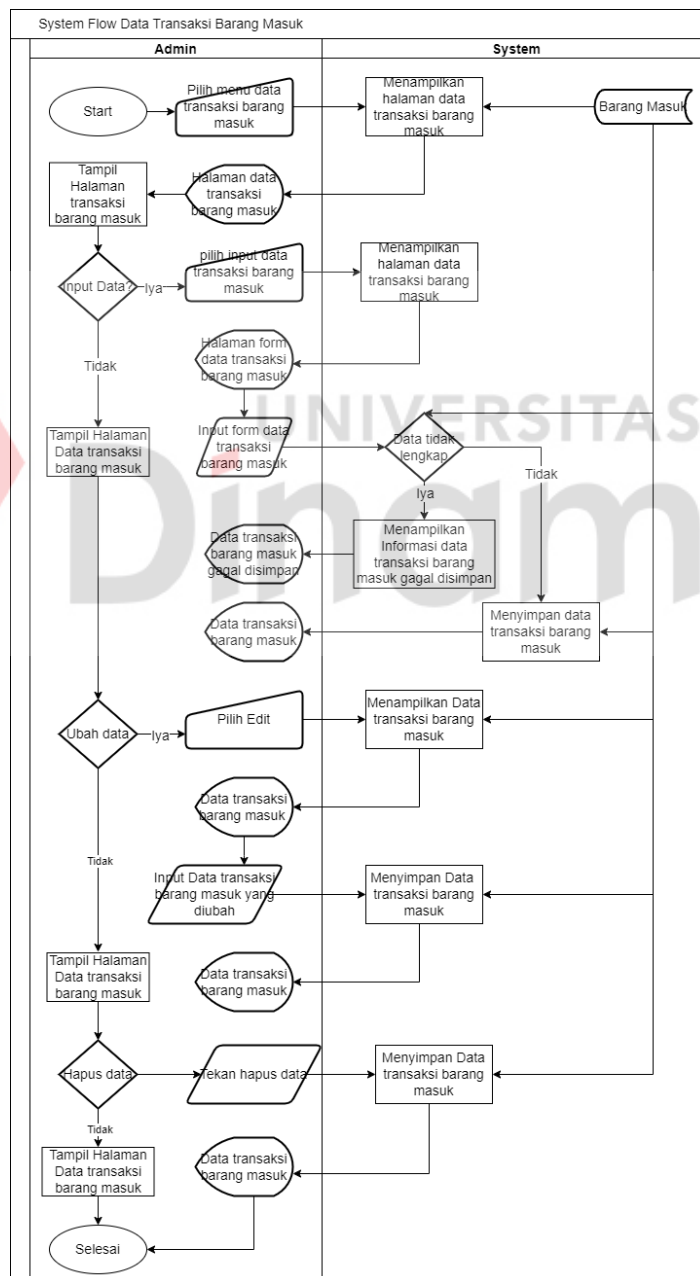 System Flow Data Transaksi Barang Masuk
Admin
System
Start
Pilih menu data
transaksi barang
masuk
Menampilkan
halaman data
transaksi barang
masuk
Barang Masuk
Tampil
Halaman
transaksi
barang masuk
Halaman data
transaksi
barang masuk
Input Data?
Iya
pilih input data
transaksi barang
masuk
Menampilkan
halaman data
transaksi barang
masuk
Tidak
Halaman form
data transaksi
barang masuk
UNIVERSITAS
Dinam
Tampil Halaman
Data transaksi
barang masuk
Input form data
transaksi
barang masuk
Data tidak
lengkap
Iya
Tidak
Data transaksi
barang masuk
gagal disimpan
Menampilkan
Informasi data
transaksi barang
masuk gagal disimpan
Data transaksi
barang masuk
Menyimpan data
transaksi barang
masuk
Ubah data
Iya
Pilih Edit
Menampilkan Data
transaksi barang
masuk
Data transaksi
barang masuk
Tidak
Input Data transaksi
barang masuk yang
diubah
Menyimpan Data
transaksi barang
masuk
Tampil Halaman
Data transaksi
barang masuk
Data transaksi
barang masuk
Hapus data
Tekan hapus data
Menyimpan Data
transaksi barang
masuk
Tidak
Tampil Halaman
Data transaksi
barang masuk
Data transaksi
barang masuk
Selesai